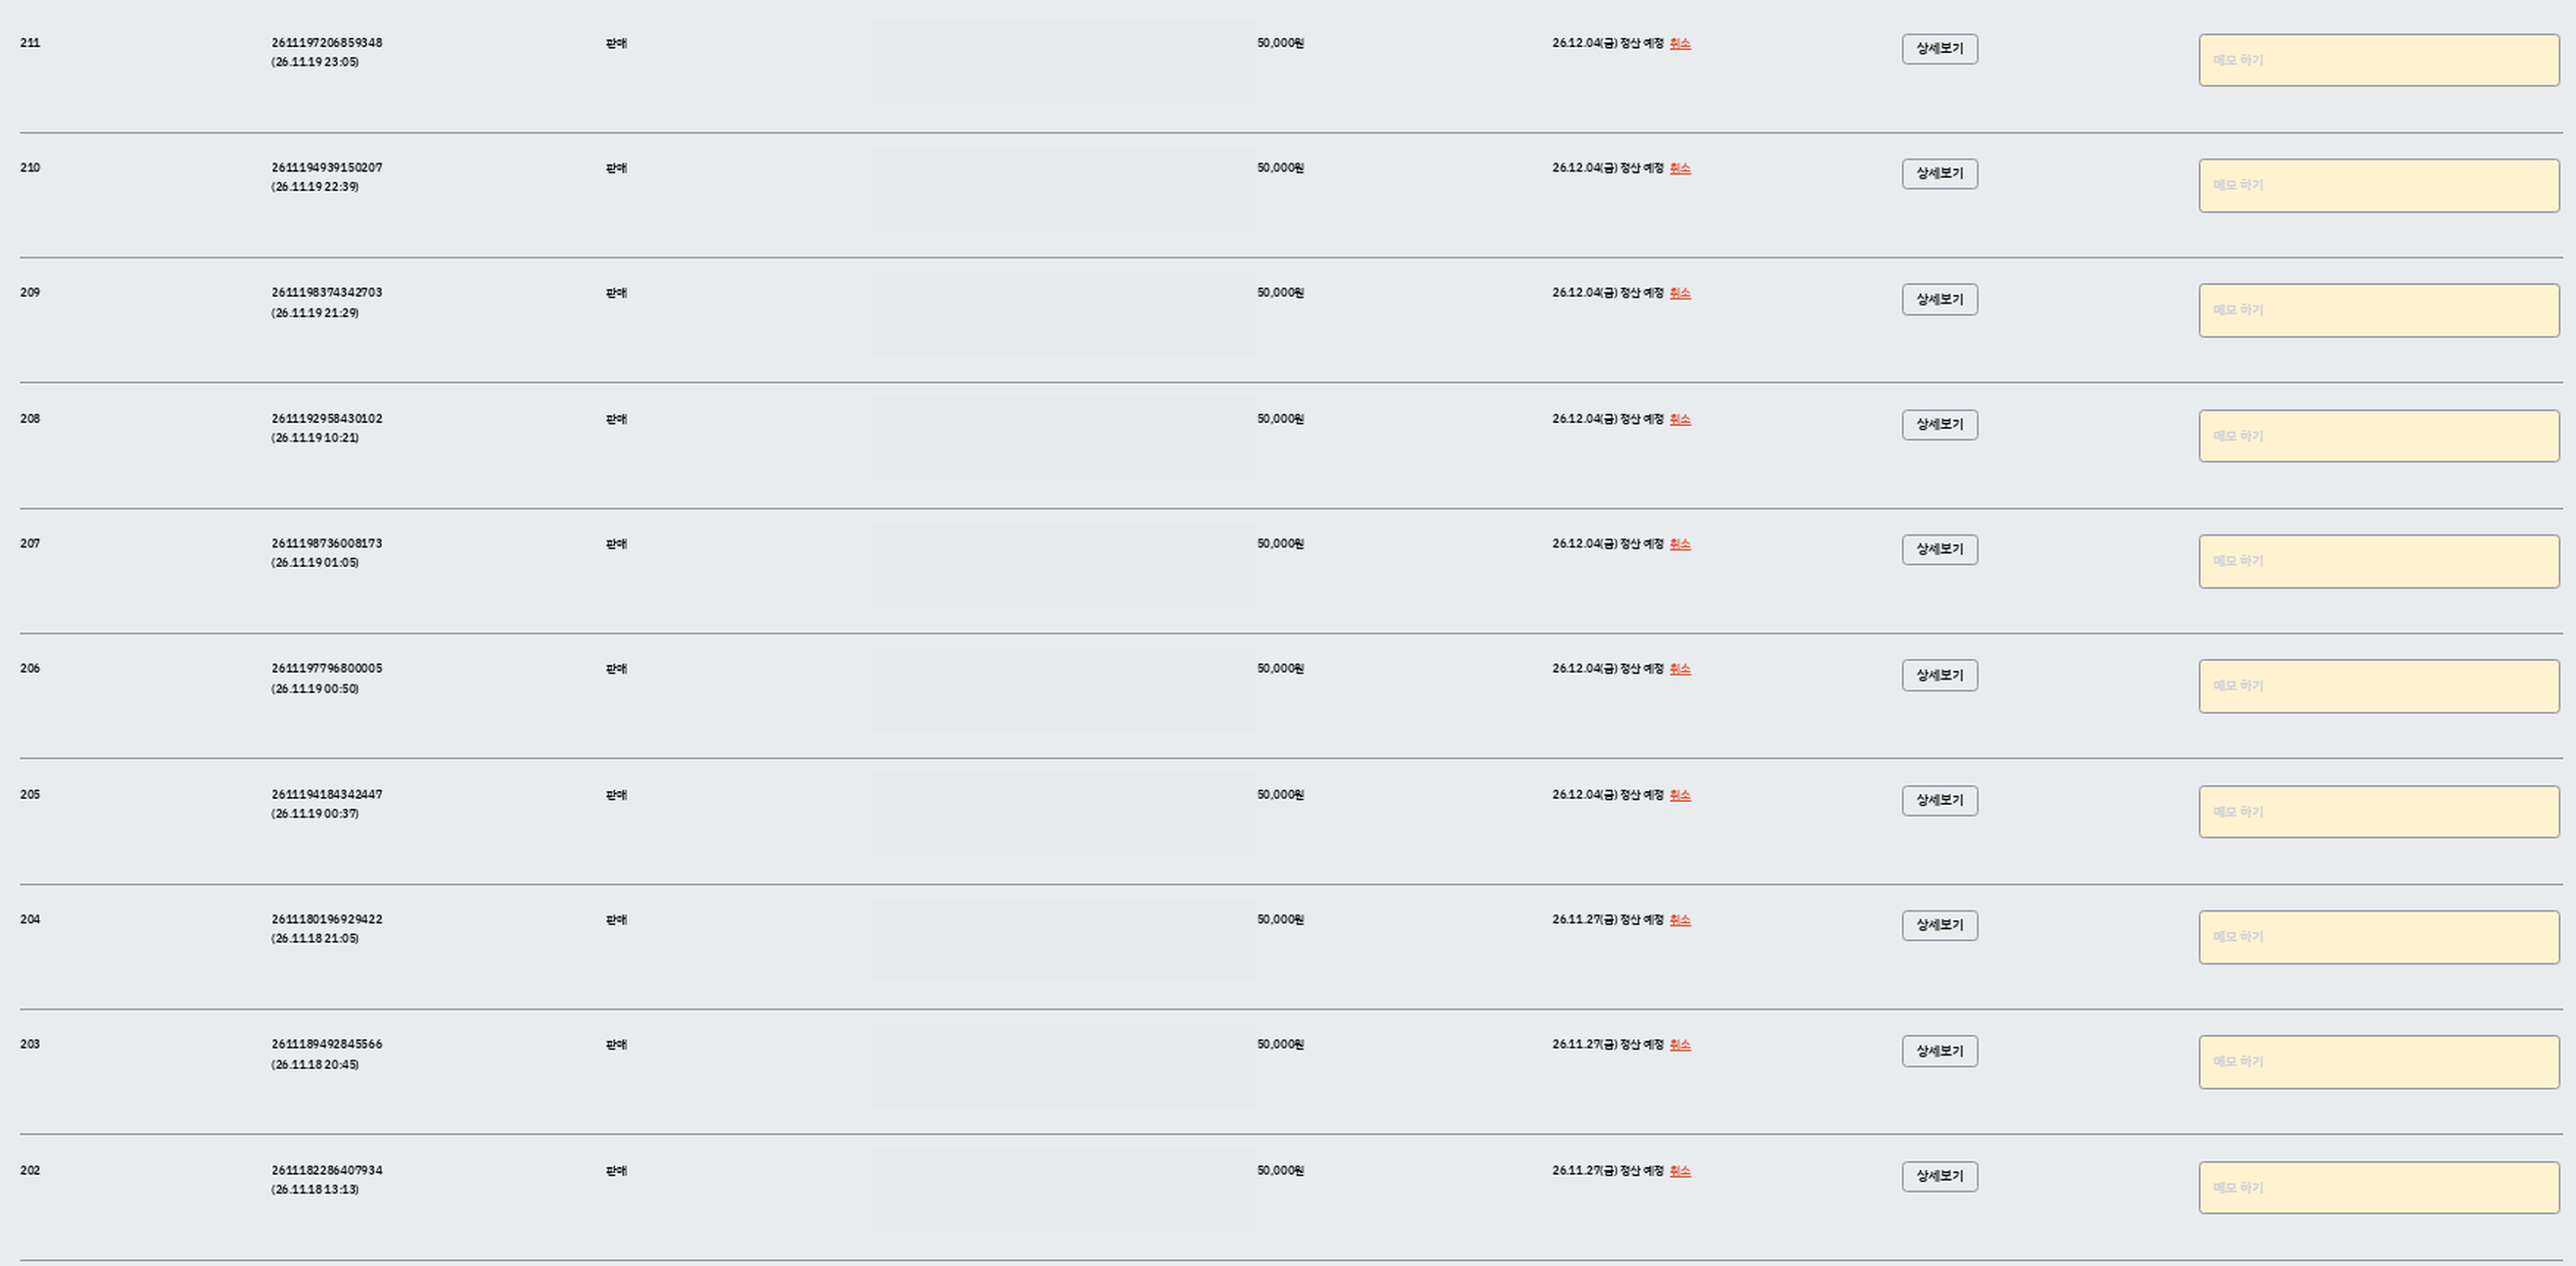 211 2611197206859348 판매 50,000원 26.12.04(금) 정산 예정 취소 상세보기 메모 하기
(26.11.19 23:05)
210 2611194939150207 판매 50,000원 26.12.04(금) 정산 예정 취소 상세보기 메모 하기
(26.11.19 22:39)
209 2611198374342703 판매 50,000원 26.12.04(금) 정산 예정 취소 상세보기 메모 하기
(26.11.19 21:29)
208 2611192958430102 판매 50,000원 26.12.04(금) 정산 예정 취소 상세보기 메모 하기
(26.11.19 10:21)
207 2611198736008173 판매 50,000원 26.12.04(금) 정산 예정 취소 상세보기 메모 하기
(26.11.19 01:05)
206 2611197796800005 판매 50,000원 26.12.04(금) 정산 예정 취소 상세보기 메모 하기
(26.11.19 00:50)
205 2611194184342447 판매 50,000원 26.12.04(금) 정산 예정 취소 상세보기 메모 하기
(26.11.19 00:37)
204 2611180196929422 판매 50,000원 26.11.27(금) 정산 예정 취소 상세보기 메모 하기
(26.11.18 21:05)
203 2611189492845566 판매 50,000원 26.11.27(금) 정산 예정 취소 상세보기 메모 하기
(26.11.18 20:45)
202 2611182286407934 판매 50,000원 26.11.27(금) 정산 예정 취소 상세보기 메모 하기
(26.11.18 13:13)